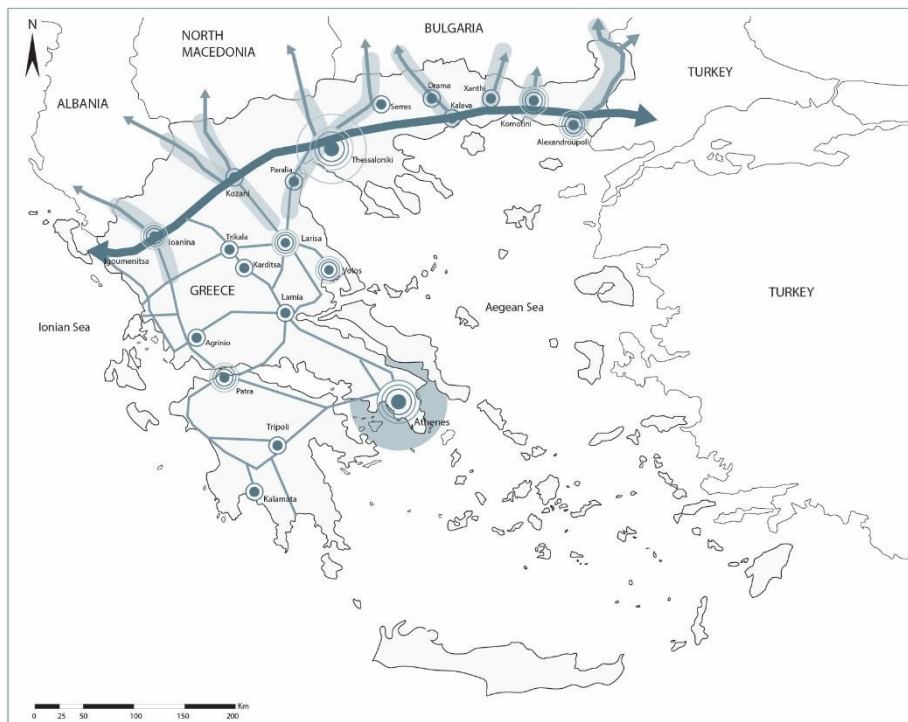 N
NORTH
MACEDONIA
BULGARIA
TURKEY
ALBANIA
Drama
Xanthi
Serres
Kalava
Komotini
Alexandroupoli
Thessaloniki
Paralia
Kozani
Ioanina
Igoumenitsa
Trikala
Larisa
Karditsa
Volos
GREECE
Lamia
Aegean Sea
TURKEY
Ionian Sea
Agrinio
Patra
Athenes
Tripoli
Kalamata
0 25 50 100 150 200 Km